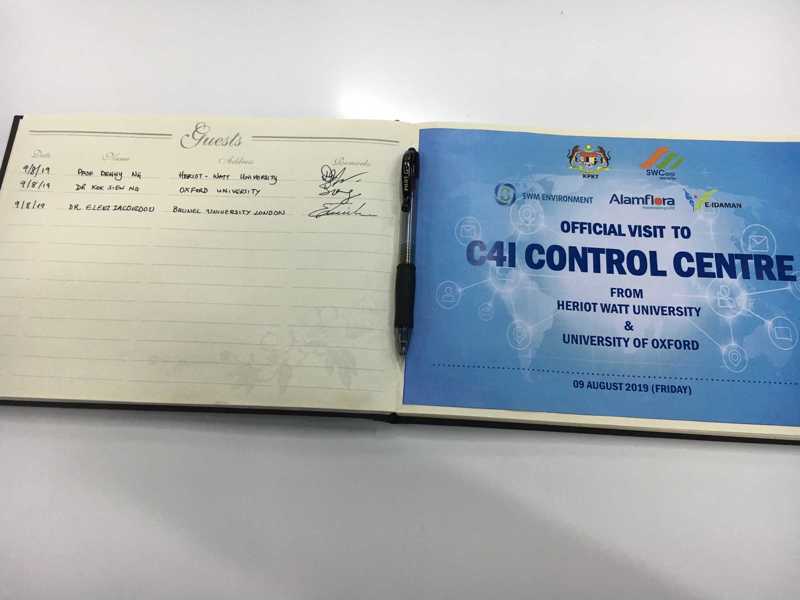 Guests
Date Name Address Remarks
9/8/19 PROF DENNY NG HERIOT-WATT UNIVERSITY
9/8/19 DR KOK SIEW NG OXFORD UNIVERSITY
9/8/19 DR. ELERI BRUNEL UNIVERSITY LONDON
PILOT
KPKT
SWCorp
SWM ENVIRONMENT
Alamflora
E-IDAMAN
OFFICIAL VISIT TO
C4I CONTROL CENTRE
FROM
HERIOT WATT UNIVERSITY
&
UNIVERSITY OF OXFORD
09 AUGUST 2019 (FRIDAY)